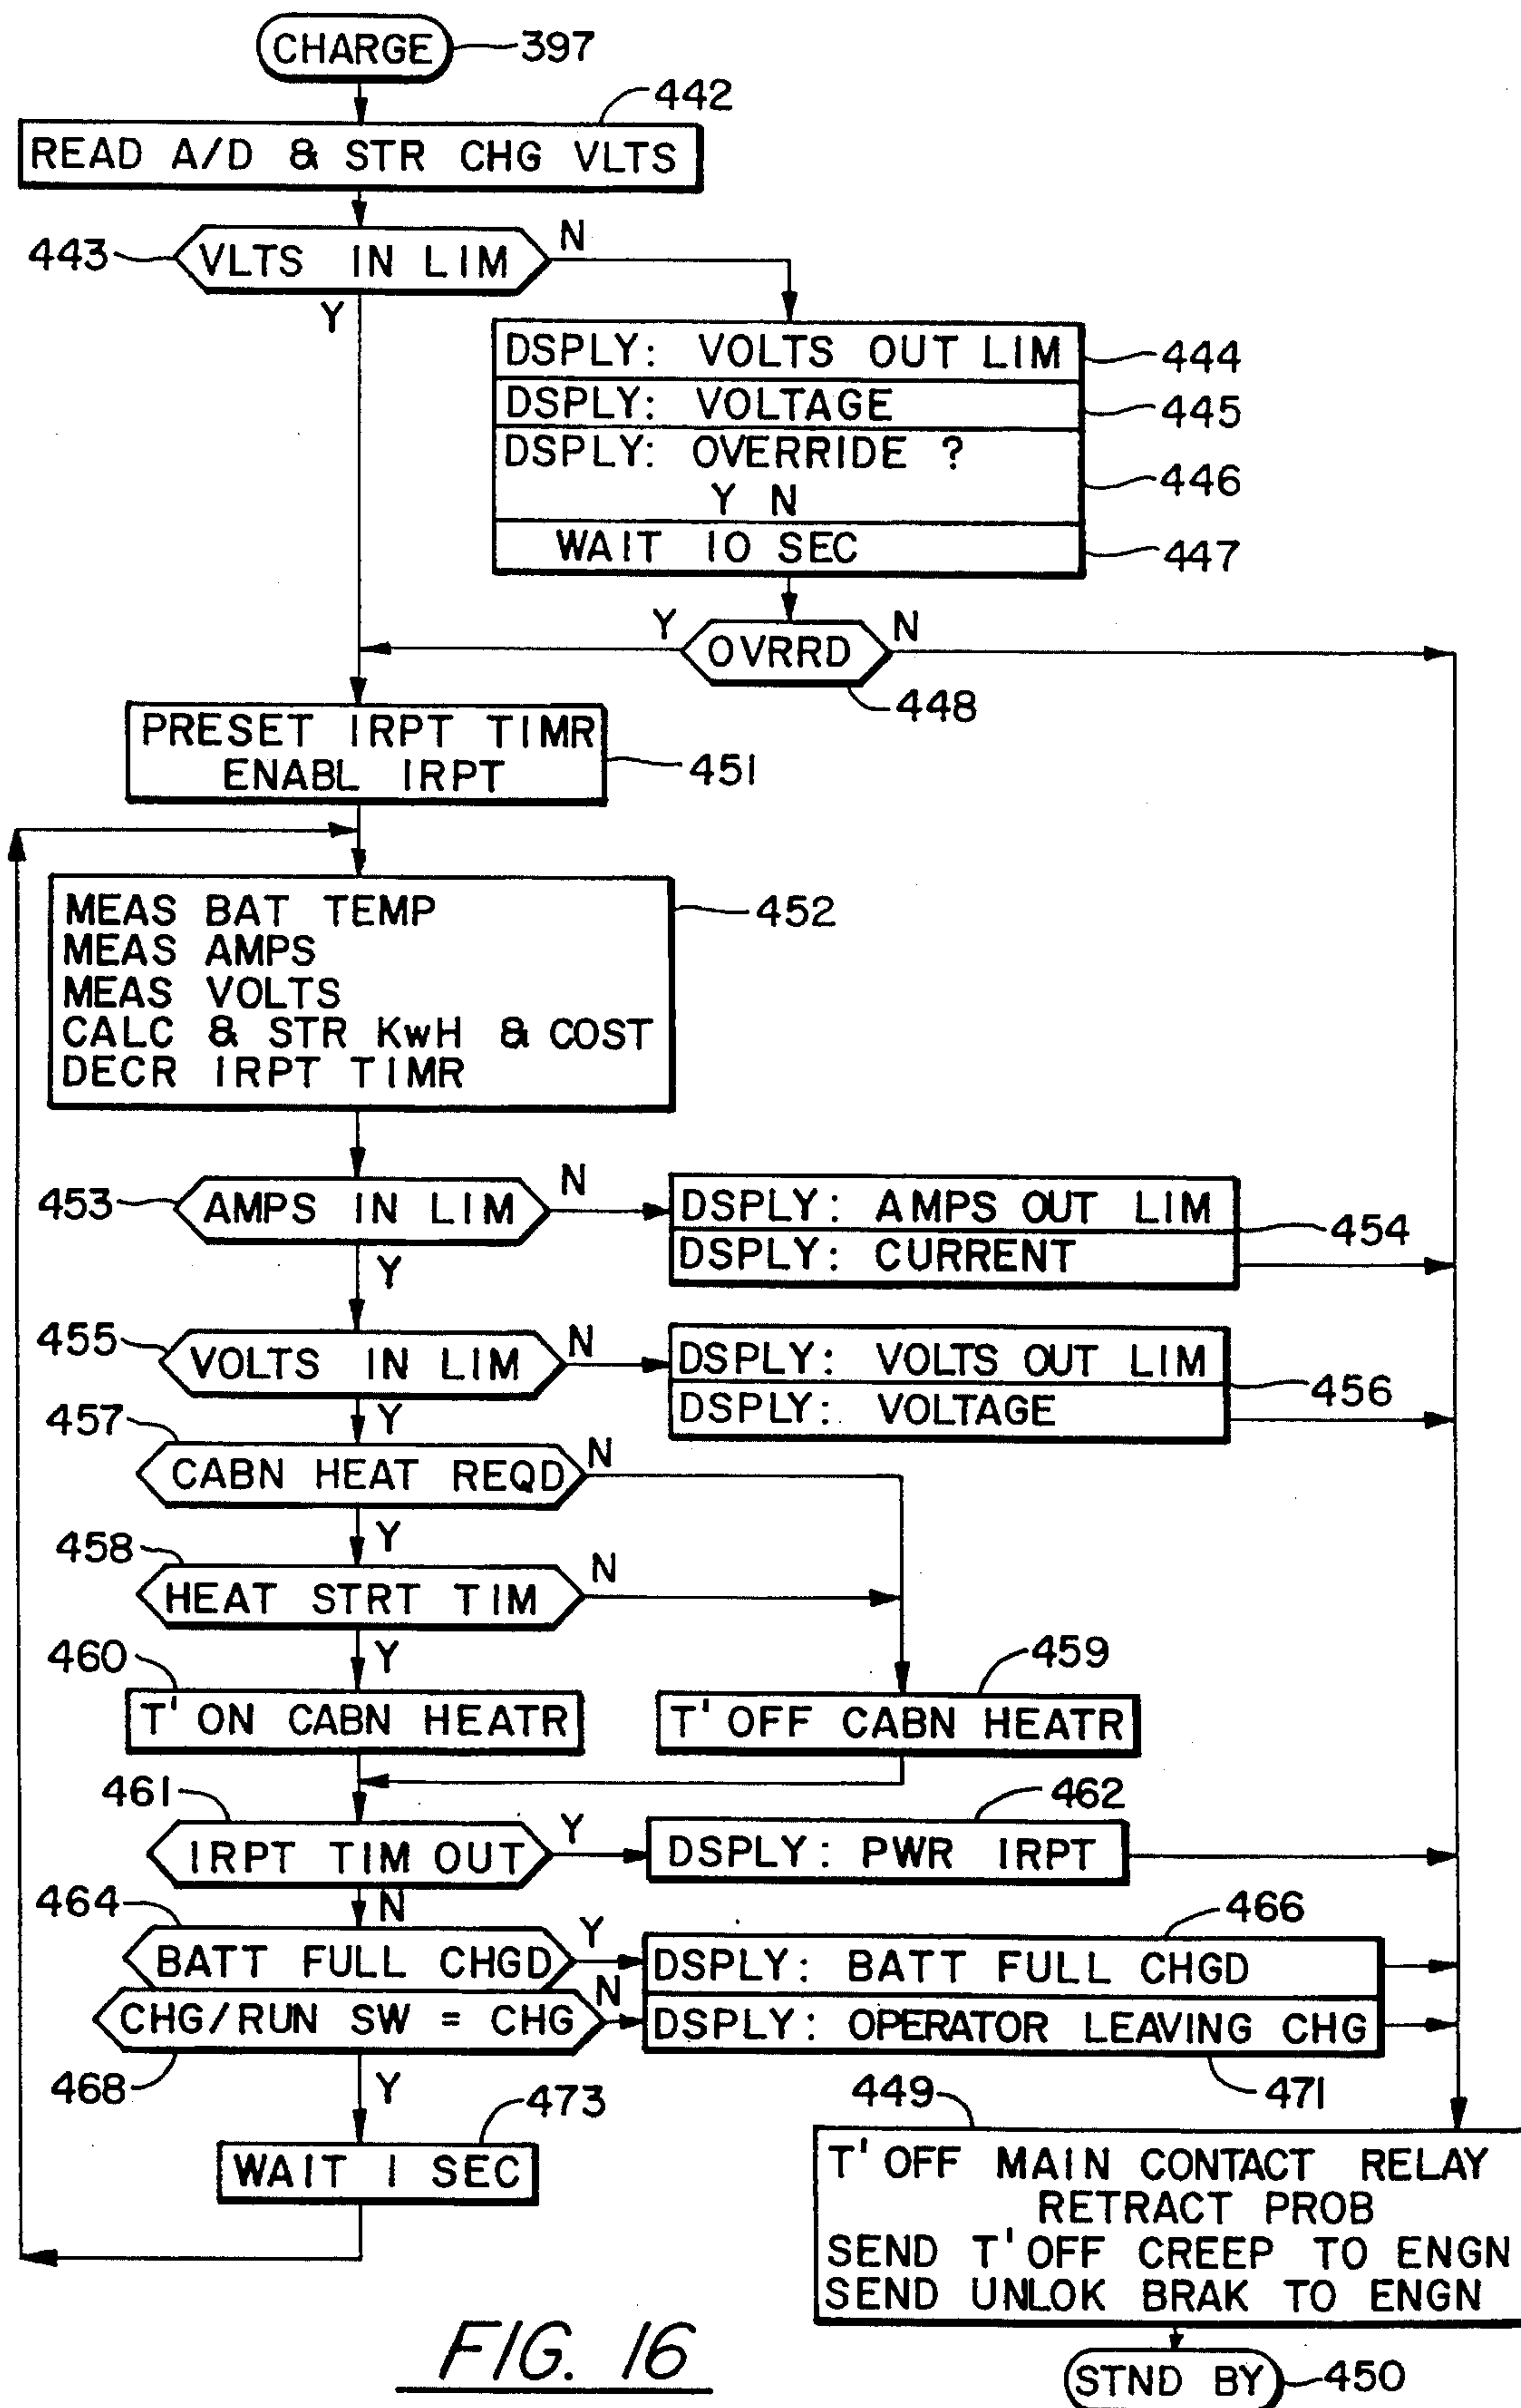 CHARGE 397
442
READ A/D & STR CHG VLTS
443 VLTS IN LIM N
Y
DSPLY: VOLTS OUT LIM 444
DSPLY: VOLTAGE 445
DSPLY: OVERRIDE ?
Y N 446
WAIT 10 SEC 447
Y OVRRD N
448
PRESET IRPT TIMR
ENABL IRPT 451
MEAS BAT TEMP 452
MEAS AMPS
MEAS VOLTS
CALC & STR KwH & COST
DECR IRPT TIMR
453 AMPS IN LIM N DSPLY: AMPS OUT LIM
454
Y DSPLY: CURRENT
455 VOLTS IN LIM N DSPLY: VOLTS OUT LIM
456
Y DSPLY: VOLTAGE
457
CABN HEAT REQD N
Y
458
HEAT STRT TIM N
Y
460 459
T'ON CABN HEATR T'OFF CABN HEATR
461 462
IRPT TIM OUT Y DSPLY: PWR IRPT
N
464 466
BATT FULL CHGD Y DSPLY: BATT FULL CHGD
CHG/RUN SW = CHG N DSPLY: OPERATOR LEAVING CHG
468 Y 471
473 449
WAIT 1 SEC
T'OFF MAIN CONTACT RELAY
RETRACT PROB
SEND T'OFF CREEP TO ENGN
SEND UNLOK BRAK TO ENGN
STND BY 450
FIG. 16